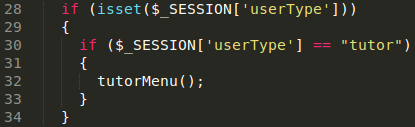 28 if (isset($_SESSION['userType']))
29 {
30 if ($_SESSION['userType'] == "tutor")
31 {
32 tutorMenu();
33 }
34 }